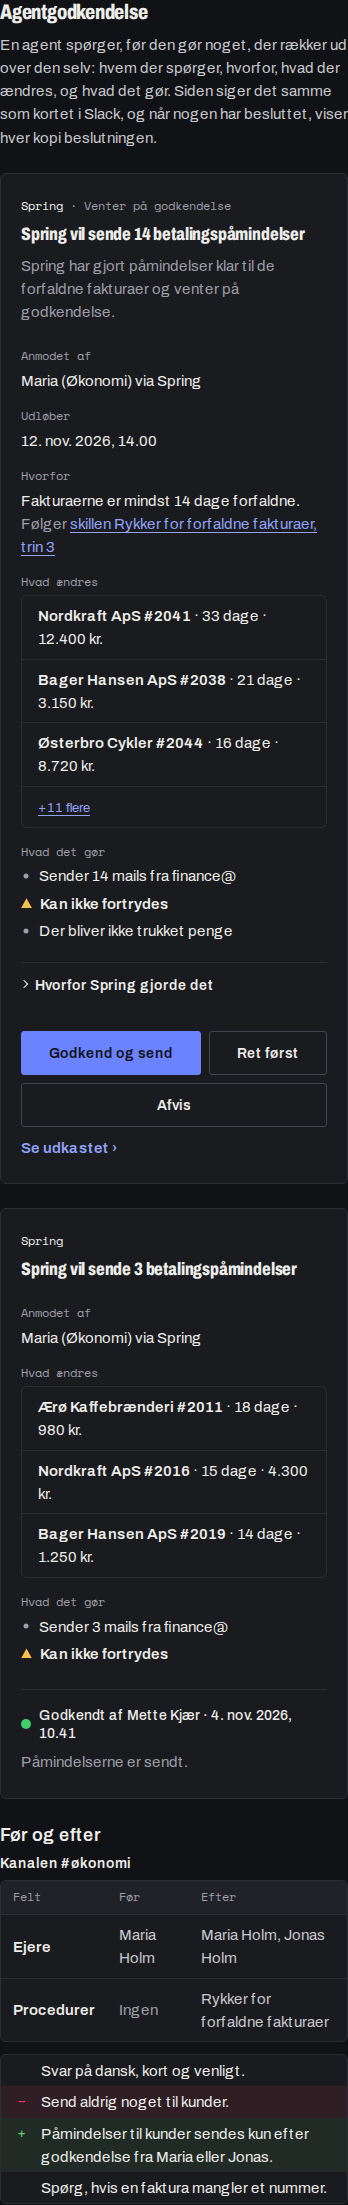 Agentgodkendelse
En agent spørger, før den gør noget, der rækker ud
over den selv: hvem der spørger, hvorfor, hvad der
ændres, og hvad det gør. Siden siger det samme
som kortet i Slack, og når nogen har besluttet, viser
hver kopi beslutningen.
Spring · Venter på godkendelse
Spring vil sende 14 betalingspåmindelser
Spring har gjort påmindelser klar til de
forfaldne fakturaer og venter på
godkendelse.
Anmodet af
Maria (Økonomi) via Spring
Udløber
12. nov. 2026, 14.00
Hvorfor
Fakturaerne er mindst 14 dage forfaldne.
Følger skillen Rykker for forfaldne fakturaer,
trin 3
Hvad ændres
Nordkraft ApS #2041 · 33 dage ·
12.400 kr.
Bager Hansen ApS #2038 · 21 dage ·
3.150 kr.
Østerbro Cykler #2044 · 16 dage ·
8.720 kr.
+11 flere
Hvad det gør
• Sender 14 mails fra finance@
Kan ikke fortrydes
• Der bliver ikke trukket penge
Hvorfor Spring gjorde det
Godkend og send
Ret først
Afvis
Se udkastet ›
Spring
Spring vil sende 3 betalingspåmindelser
Anmodet af
Maria (Økonomi) via Spring
Hvad ændres
Ærø Kaffebrænderi #2011 · 18 dage ·
980 kr.
Nordkraft ApS #2016 · 15 dage · 4.300
kr.
Bager Hansen ApS #2019 · 14 dage ·
1.250 kr.
Hvad det gør
• Sender 3 mails fra finance@
Kan ikke fortrydes
Godkendt af Mette Kjær · 4. nov. 2026,
10.41
Påmindelserne er sendt.
Før og efter
Kanalen #økonomi
Felt Før Efter
Ejere Maria Holm Maria Holm, Jonas Holm
Procedurer Ingen Rykker for forfaldne fakturaer
Svar på dansk, kort og venligt.
− Send aldrig noget til kunder.
+ Påmindelser til kunder sendes kun efter
godkendelse fra Maria eller Jonas.
Spørg, hvis en faktura mangler et nummer.